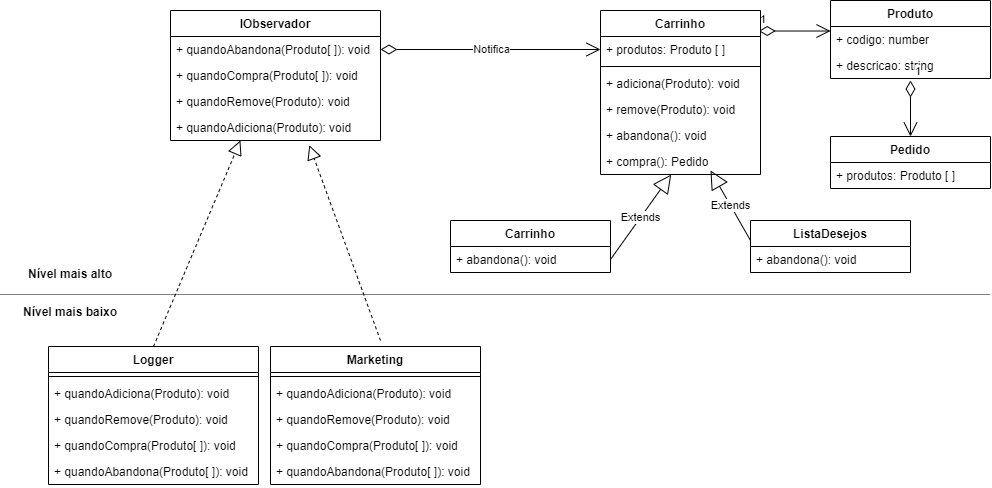 IObservador
+ quandoAbandona(Produto[ ]): void
+ quandoCompra(Produto[ ]): void
+ quandoRemove(Produto): void
+ quandoAdiciona(Produto): void
Notifica
Carrinho
+ produtos: Produto [ ]
+ adiciona(Produto): void
+ remove(Produto): void
+ abandona(): void
+ compra(): Pedido
1
Produto
+ codigo: number
+ descricao: string
1
Pedido
+ produtos: Produto [ ]
Extends
Extends
Carrinho
+ abandona(): void
ListaDesejos
+ abandona(): void
Nível mais alto
Nível mais baixo
Logger
+ quandoAdiciona(Produto): void
+ quandoRemove(Produto): void
+ quandoCompra(Produto[ ]): void
+ quandoAbandona(Produto[ ]): void
Marketing
+ quandoAdiciona(Produto): void
+ quandoRemove(Produto): void
+ quandoCompra(Produto[ ]): void
+ quandoAbandona(Produto[ ]): void